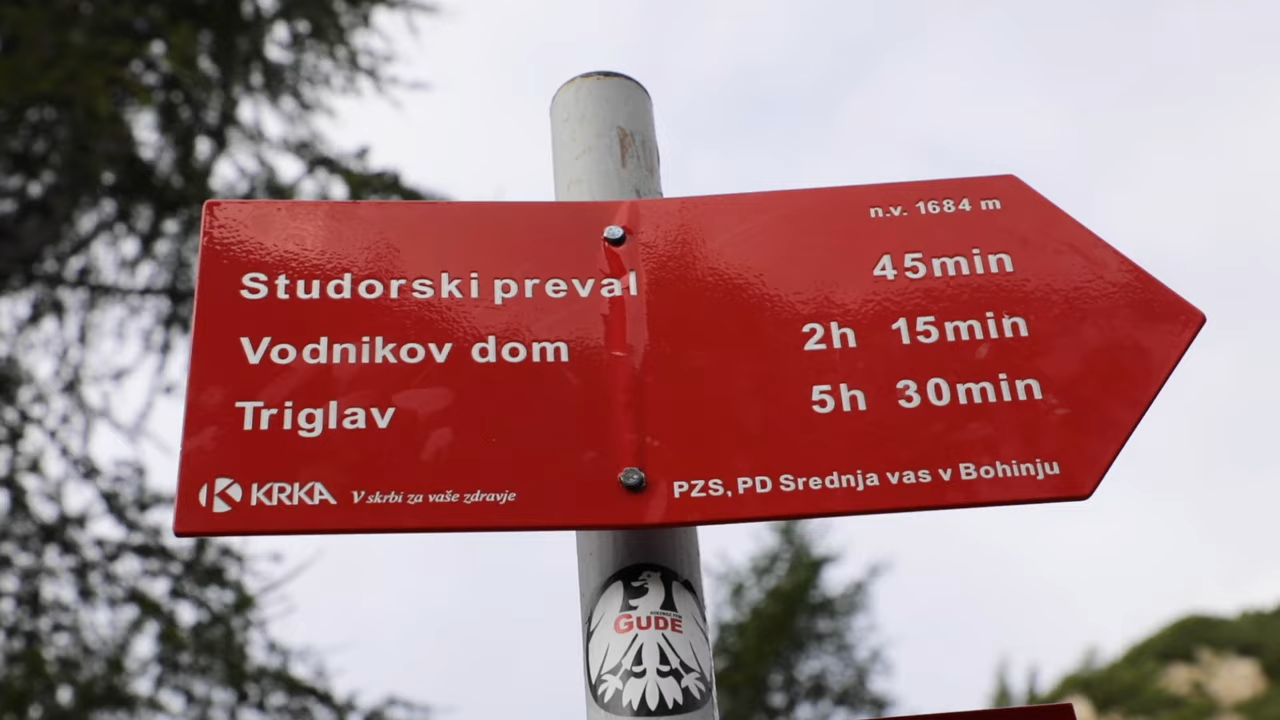 n.v. 1684 m
Studorski preval 45min
Vodnikov dom 2h 15min
Triglav 5h 30min
KRKA V skrbi za vaše zdravje PZS, PD Srednja vas v Bohinju
GUDE